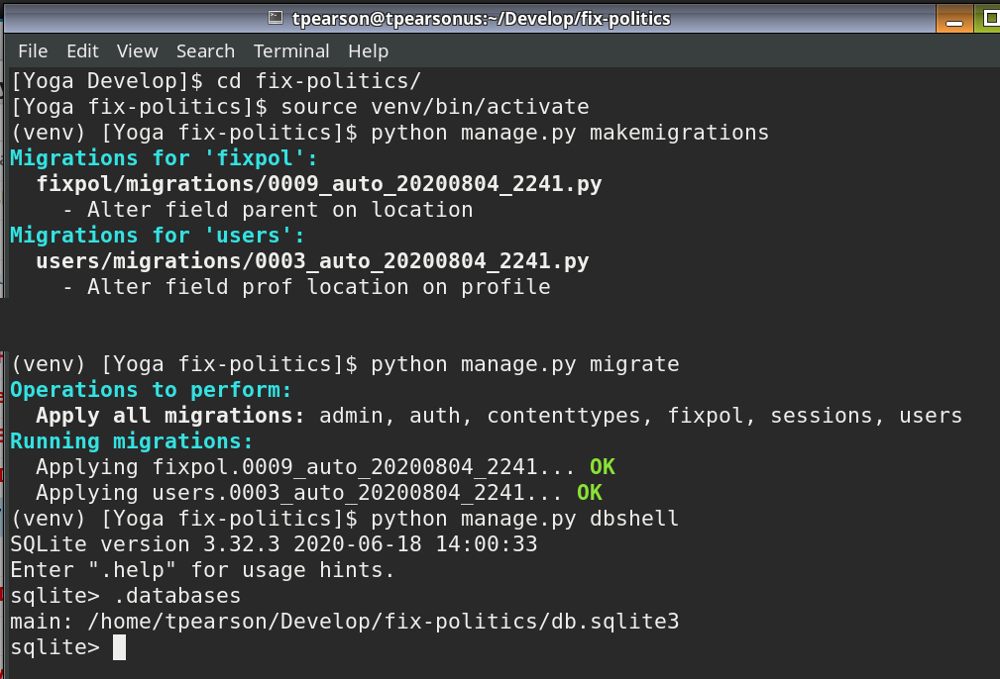 tpearson@tpearsonus:~/Develop/fix-politics
File Edit View Search Terminal Help
[Yoga Develop]$ cd fix-politics/
[Yoga fix-politics]$ source venv/bin/activate
(venv) [Yoga fix-politics]$ python manage.py makemigrations
Migrations for 'fixpol':
  fixpol/migrations/0009_auto_20200804_2241.py
    - Alter field parent on location
Migrations for 'users':
  users/migrations/0003_auto_20200804_2241.py
    - Alter field prof location on profile
(venv) [Yoga fix-politics]$ python manage.py migrate
Operations to perform:
  Apply all migrations: admin, auth, contenttypes, fixpol, sessions, users
Running migrations:
  Applying fixpol.0009_auto_20200804_2241... OK
  Applying users.0003_auto_20200804_2241... OK
(venv) [Yoga fix-politics]$ python manage.py dbshell
SQLite version 3.32.3 2020-06-18 14:00:33
Enter ".help" for usage hints.
sqlite> .databases
main: /home/tpearson/Develop/fix-politics/db.sqlite3
sqlite>